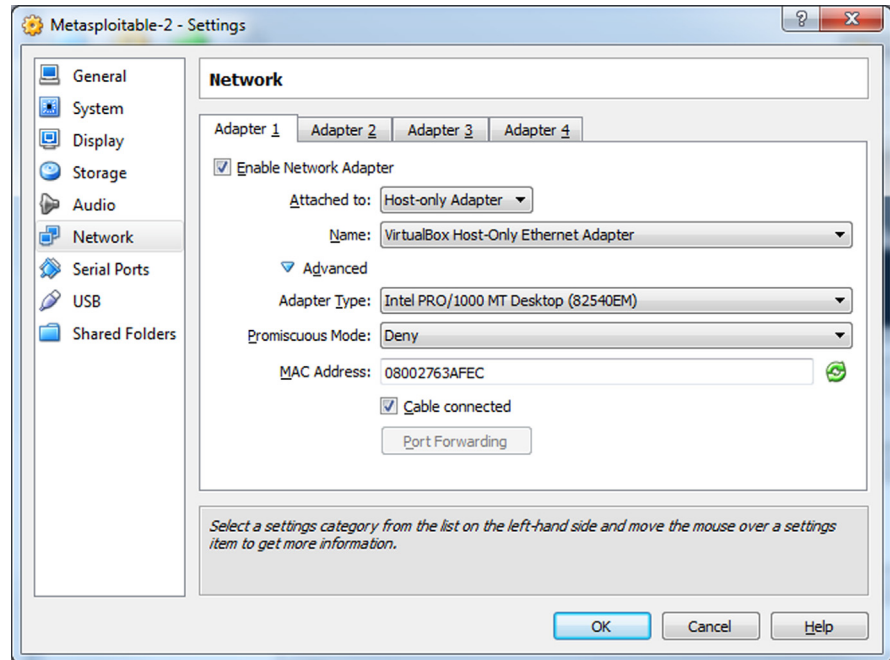 Metasploitable-2 - Settings
General
System
Display
Storage
Audio
Network
Serial Ports
USB
Shared Folders
Network
Adapter 1
Adapter 2
Adapter 3
Adapter 4
Enable Network Adapter
Attached to: Host-only Adapter
Name: VirtualBox Host-Only Ethernet Adapter
Advanced
Adapter Type: Intel PRO/1000 MT Desktop (82540EM)
Promiscuous Mode: Deny
MAC Address: 08002763AFEC
Cable connected
Port Forwarding
Select a settings category from the list on the left-hand side and move the mouse over a settings
item to get more information.
OK
Cancel
Help